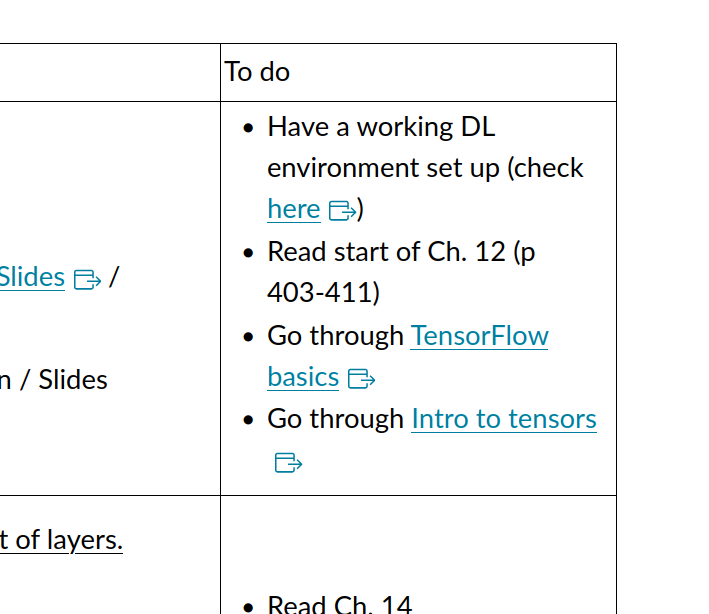 To do
Have a working DL
environment set up (check
here )
Read start of Ch. 12 (p
403-411)
Slides /
Go through TensorFlow
basics
n / Slides
Go through Intro to tensors
t of layers.
Read Ch. 14